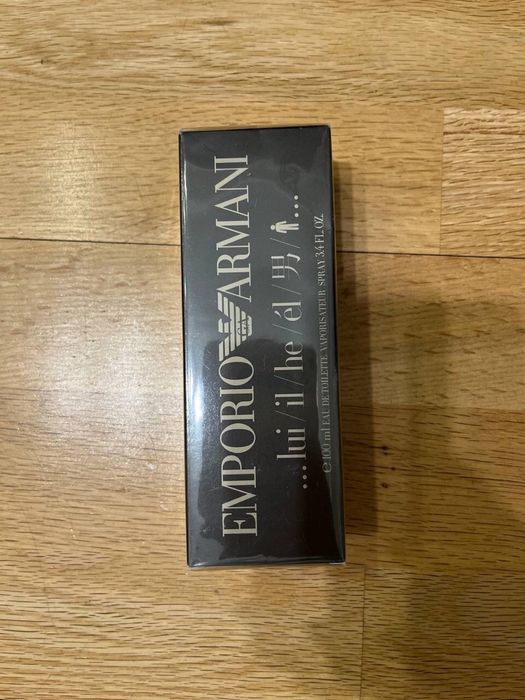 EMPORIO ARMANI
... lui / il / he / él / 男 / ...
e 100 ml EAU DE TOILETTE VAPORISATEUR SPRAY 3.4 FL. OZ.